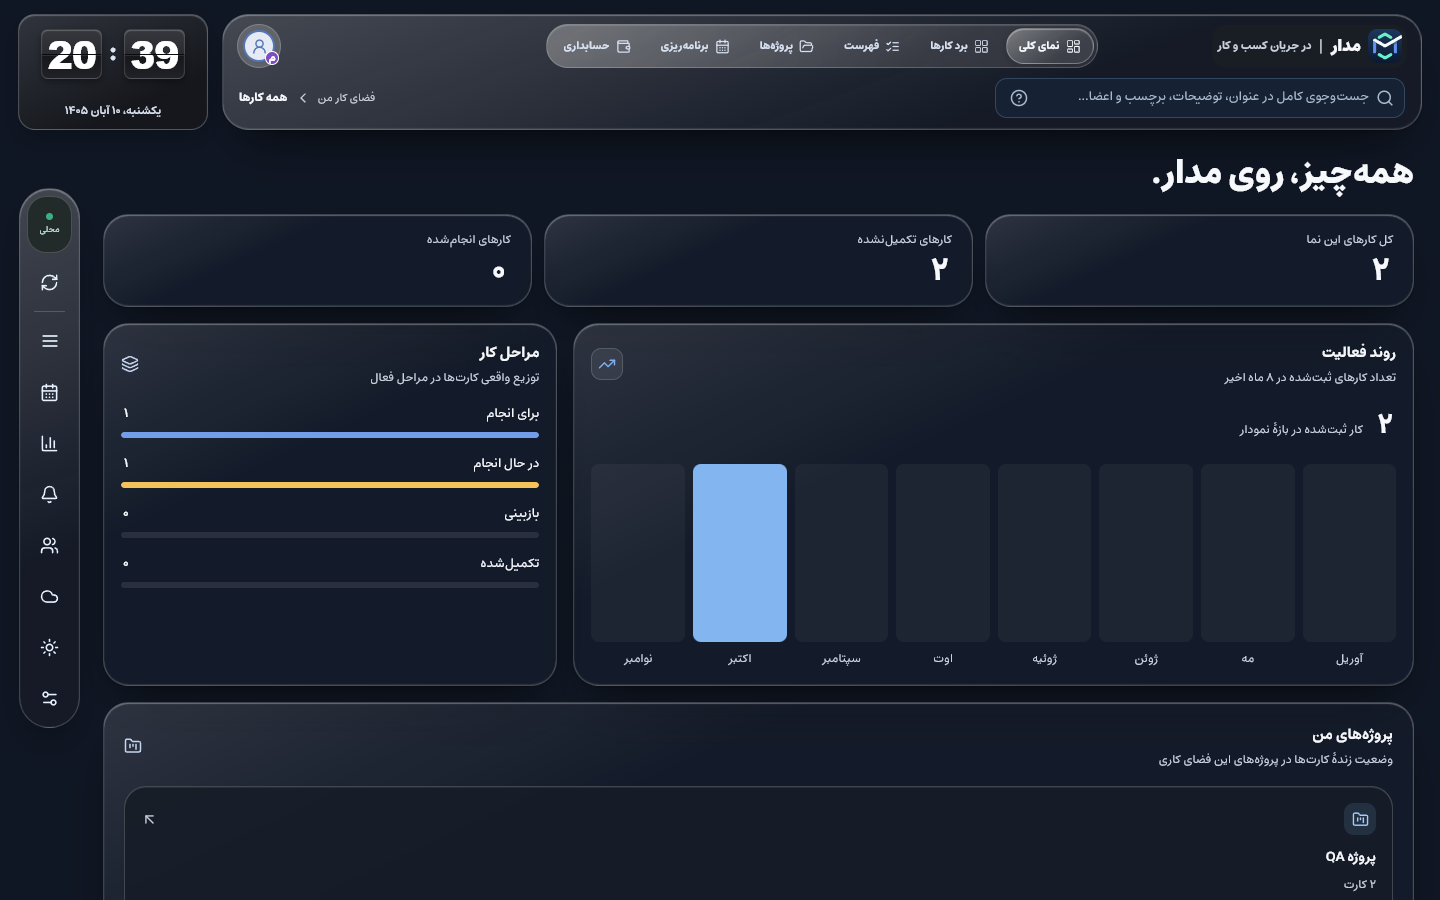 مدار | در جریان کسب و کار
نمای کلی
برد کارها
فهرست
پروژه‌ها
برنامه‌ریزی
حسابداری
م
20 : 39
یکشنبه، ۱۰ آبان ۱۴۰۵
جست‌وجوی کامل در عنوان، توضیحات، برچسب و اعضا...
فضای کار من
همه کارها
همه‌چیز، روی مدار.
محلی
کل کارهای این نما
۲
کارهای تکمیل‌نشده
۲
کارهای انجام‌شده
۰
روند فعالیت
تعداد کارهای ثبت‌شده در ۸ ماه اخیر
۲ کار ثبت‌شده در بازهٔ نمودار
آوریل
مه
ژوئن
ژوئیه
اوت
سپتامبر
اکتبر
نوامبر
مراحل کار
توزیع واقعی کارت‌ها در مراحل فعال
برای انجام ۱
در حال انجام ۱
بازبینی ۰
تکمیل‌شده ۰
پروژه‌های من
وضعیت زندهٔ کارت‌ها در پروژه‌های این فضای کاری
پروژه QA
۲ کارت